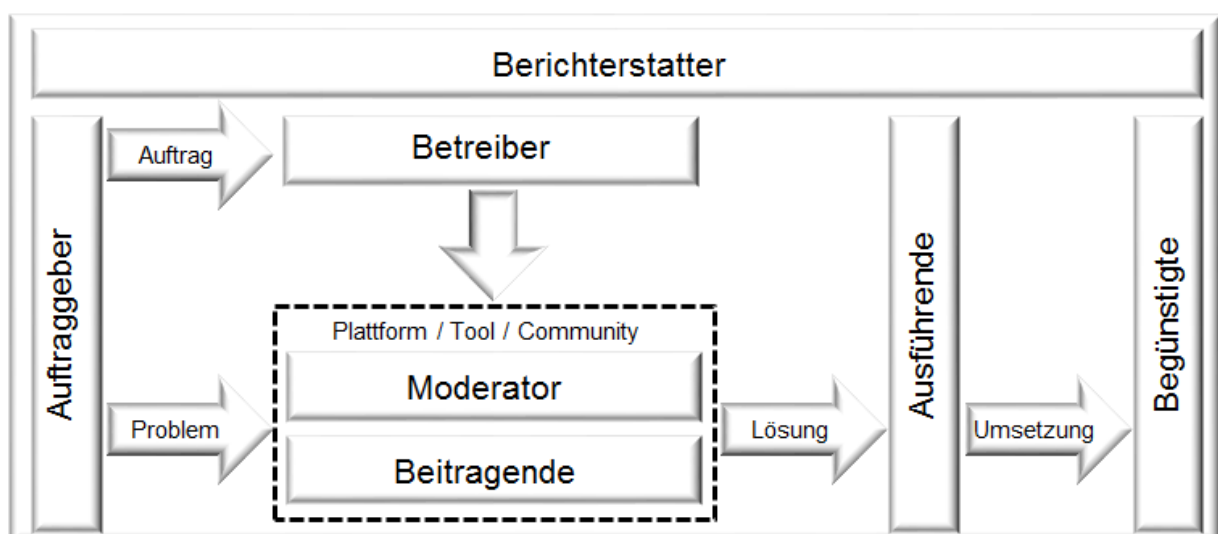 Berichterstatter
Auftraggeber
Auftrag
Betreiber
Plattform / Tool / Community
Moderator
Problem
Beitragende
Lösung
Ausführende
Umsetzung
Begünstigte